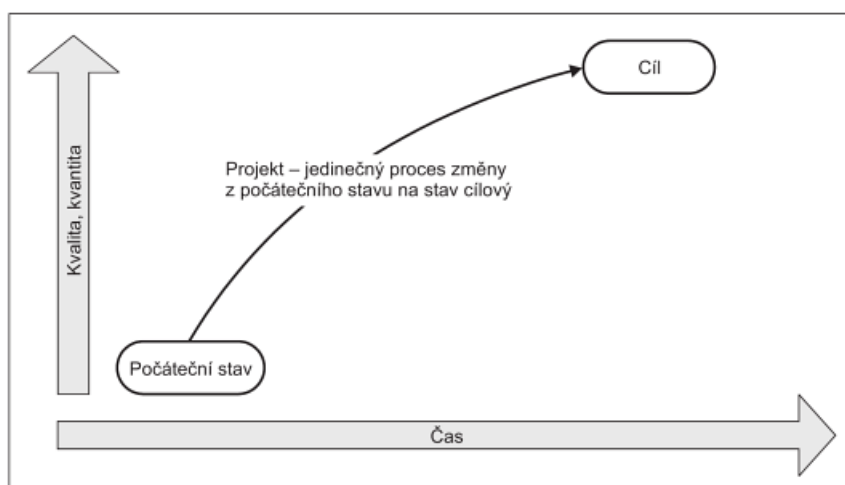 Cíl
Projekt – jedinečný proces změny
z počátečního stavu na stav cílový
Kvalita, kvantita
Počáteční stav
Čas